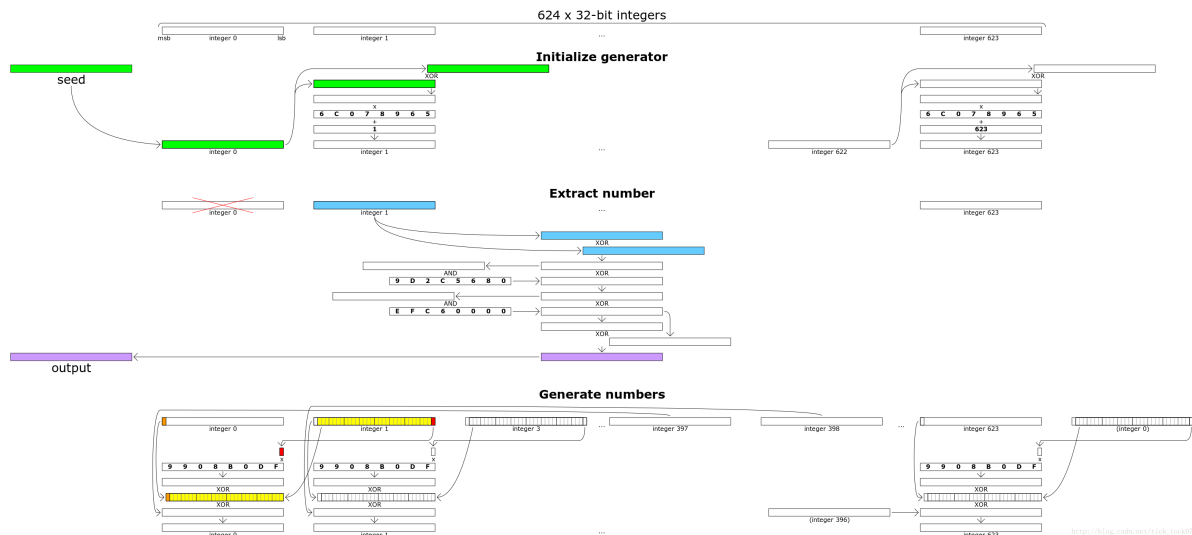 624 x 32-bit integers
msb integer 0 lsb integer 1 ... integer 623
Initialize generator
seed
XOR XOR
x x
6 C 0 7 8 9 6 5 6 C 0 7 8 9 6 5
+ +
1 623
integer 0 integer 1 ... integer 622 integer 623
Extract number
integer 0 integer 1 ... integer 623
XOR
AND XOR
9 D 2 C 5 6 8 0
AND XOR
E F C 6 0 0 0 0
XOR
output
Generate numbers
integer 0 integer 1 integer 3 ... integer 397 integer 398 ... integer 623 (integer 0)
x x x
9 9 0 8 B 0 D F 9 9 0 8 B 0 D F 9 9 0 8 B 0 D F
XOR XOR XOR
XOR XOR XOR
(integer 396)
integer 0 integer 1 ... integer 623